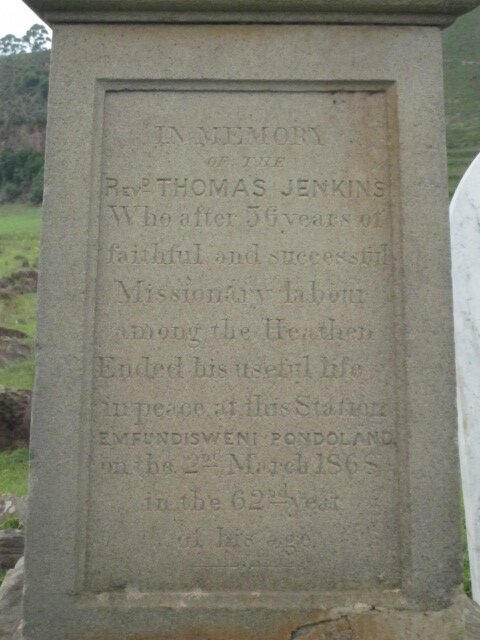 IN MEMORY
OF THE
REVD THOMAS JENKINS
Who after 36 years of
faithful and successful
Missionary labour
among the Heathen
Ended his useful life
in peace at this Station
EMFUNDISWENI PONDOLAND
on the 2nd March 1868
in the 62nd year
of his age